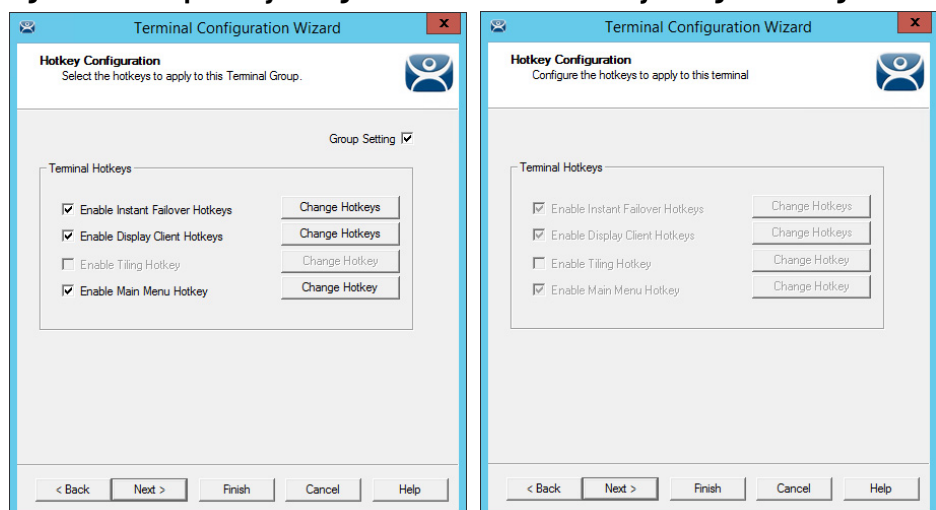 Terminal Configuration Wizard
x
Hotkey Configuration
Select the hotkeys to apply to this Terminal Group.
Group Setting
Terminal Hotkeys
Enable Instant Failover Hotkeys
Change Hotkeys
Enable Display Client Hotkeys
Change Hotkeys
Enable Tiling Hotkey
Change Hotkey
Enable Main Menu Hotkey
Change Hotkey
< Back
Next >
Finish
Cancel
Help
Terminal Configuration Wizard
x
Hotkey Configuration
Configure the hotkeys to apply to this terminal
Terminal Hotkeys
Enable Instant Failover Hotkeys
Change Hotkeys
Enable Display Client Hotkeys
Change Hotkeys
Enable Tiling Hotkey
Change Hotkey
Enable Main Menu Hotkey
Change Hotkey
< Back
Next >
Finish
Cancel
Help